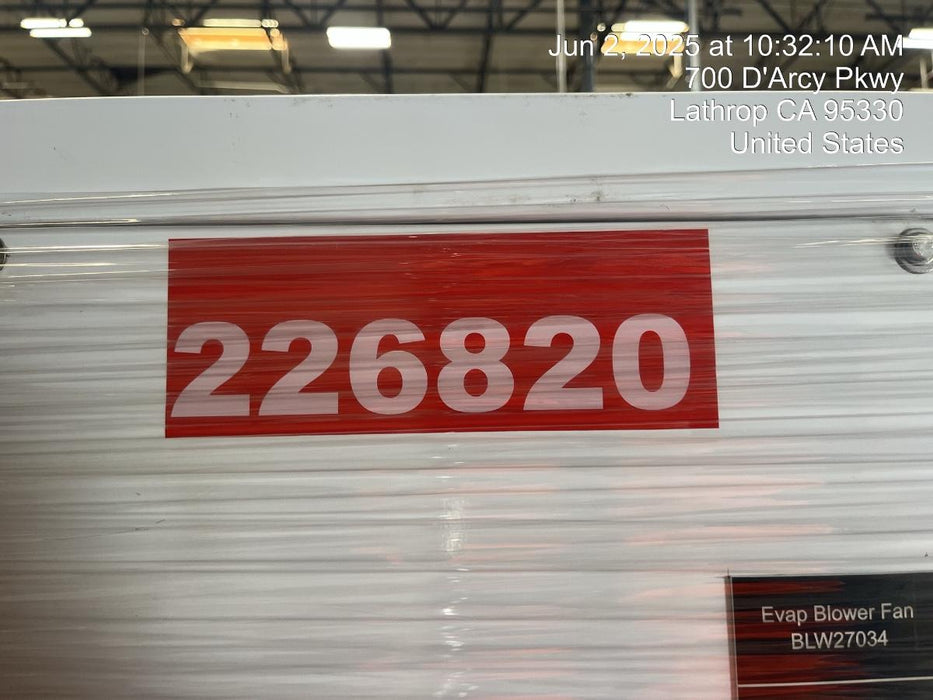 Jun 2, 2025 at 10:32:10 AM
700 D'Arcy Pkwy
Lathrop CA 95330
United States
226820
Evap Blower Fan
BLW27034